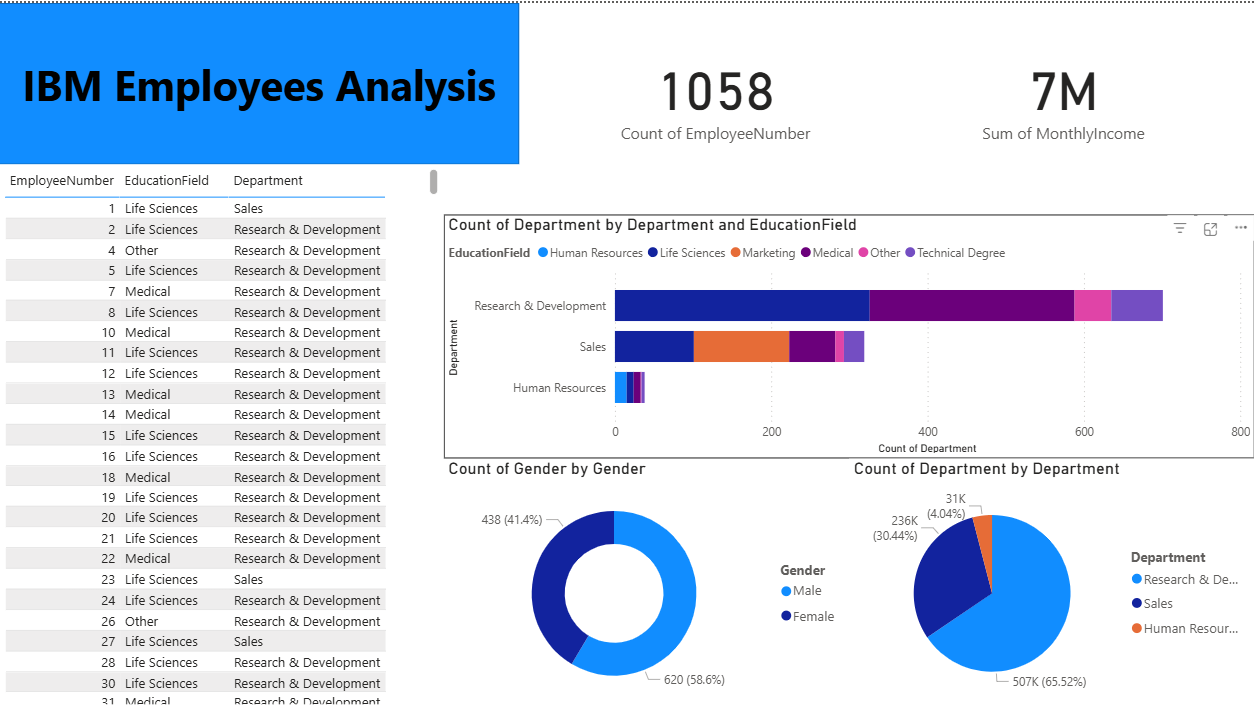 IBM Employees Analysis
1058
Count of EmployeeNumber
7M
Sum of MonthlyIncome
EmployeeNumber EducationField Department
1 Life Sciences Sales
2 Life Sciences Research & Development
4 Other Research & Development
5 Life Sciences Research & Development
7 Medical Research & Development
8 Life Sciences Research & Development
10 Medical Research & Development
11 Life Sciences Research & Development
12 Life Sciences Research & Development
13 Medical Research & Development
14 Medical Research & Development
15 Life Sciences Research & Development
16 Life Sciences Research & Development
18 Medical Research & Development
19 Life Sciences Research & Development
20 Life Sciences Research & Development
21 Life Sciences Research & Development
22 Medical Research & Development
23 Life Sciences Sales
24 Life Sciences Research & Development
26 Other Research & Development
27 Life Sciences Sales
28 Life Sciences Research & Development
30 Life Sciences Research & Development
31 Medical Research & Development
Count of Department by Department and EducationField
EducationField Human Resources Life Sciences Marketing Medical Other Technical Degree
Department
Research & Development
Sales
Human Resources
0 200 400 600 800
Count of Department
Count of Gender by Gender
438 (41.4%)
620 (58.6%)
Gender
Male
Female
Count of Department by Department
31K
(4.04%)
236K
(30.44%)
507K (65.52%)
Department
Research & De...
Sales
Human Resour...